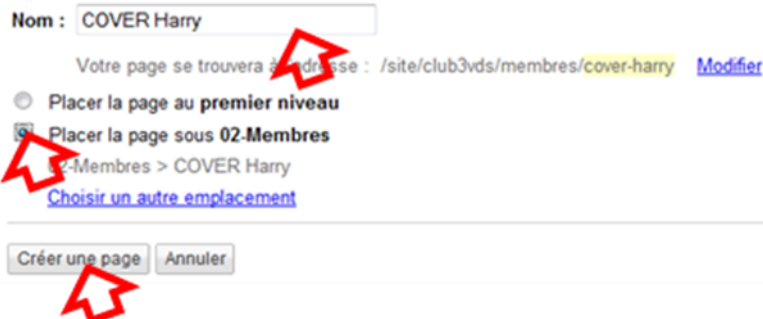 Nom : COVER Harry
Votre page se trouvera à l'adresse : /site/club3vds/membres/cover-harry Modifier
Placer la page au premier niveau
Placer la page sous 02-Membres
02-Membres > COVER Harry
Choisir un autre emplacement
Créer une page Annuler